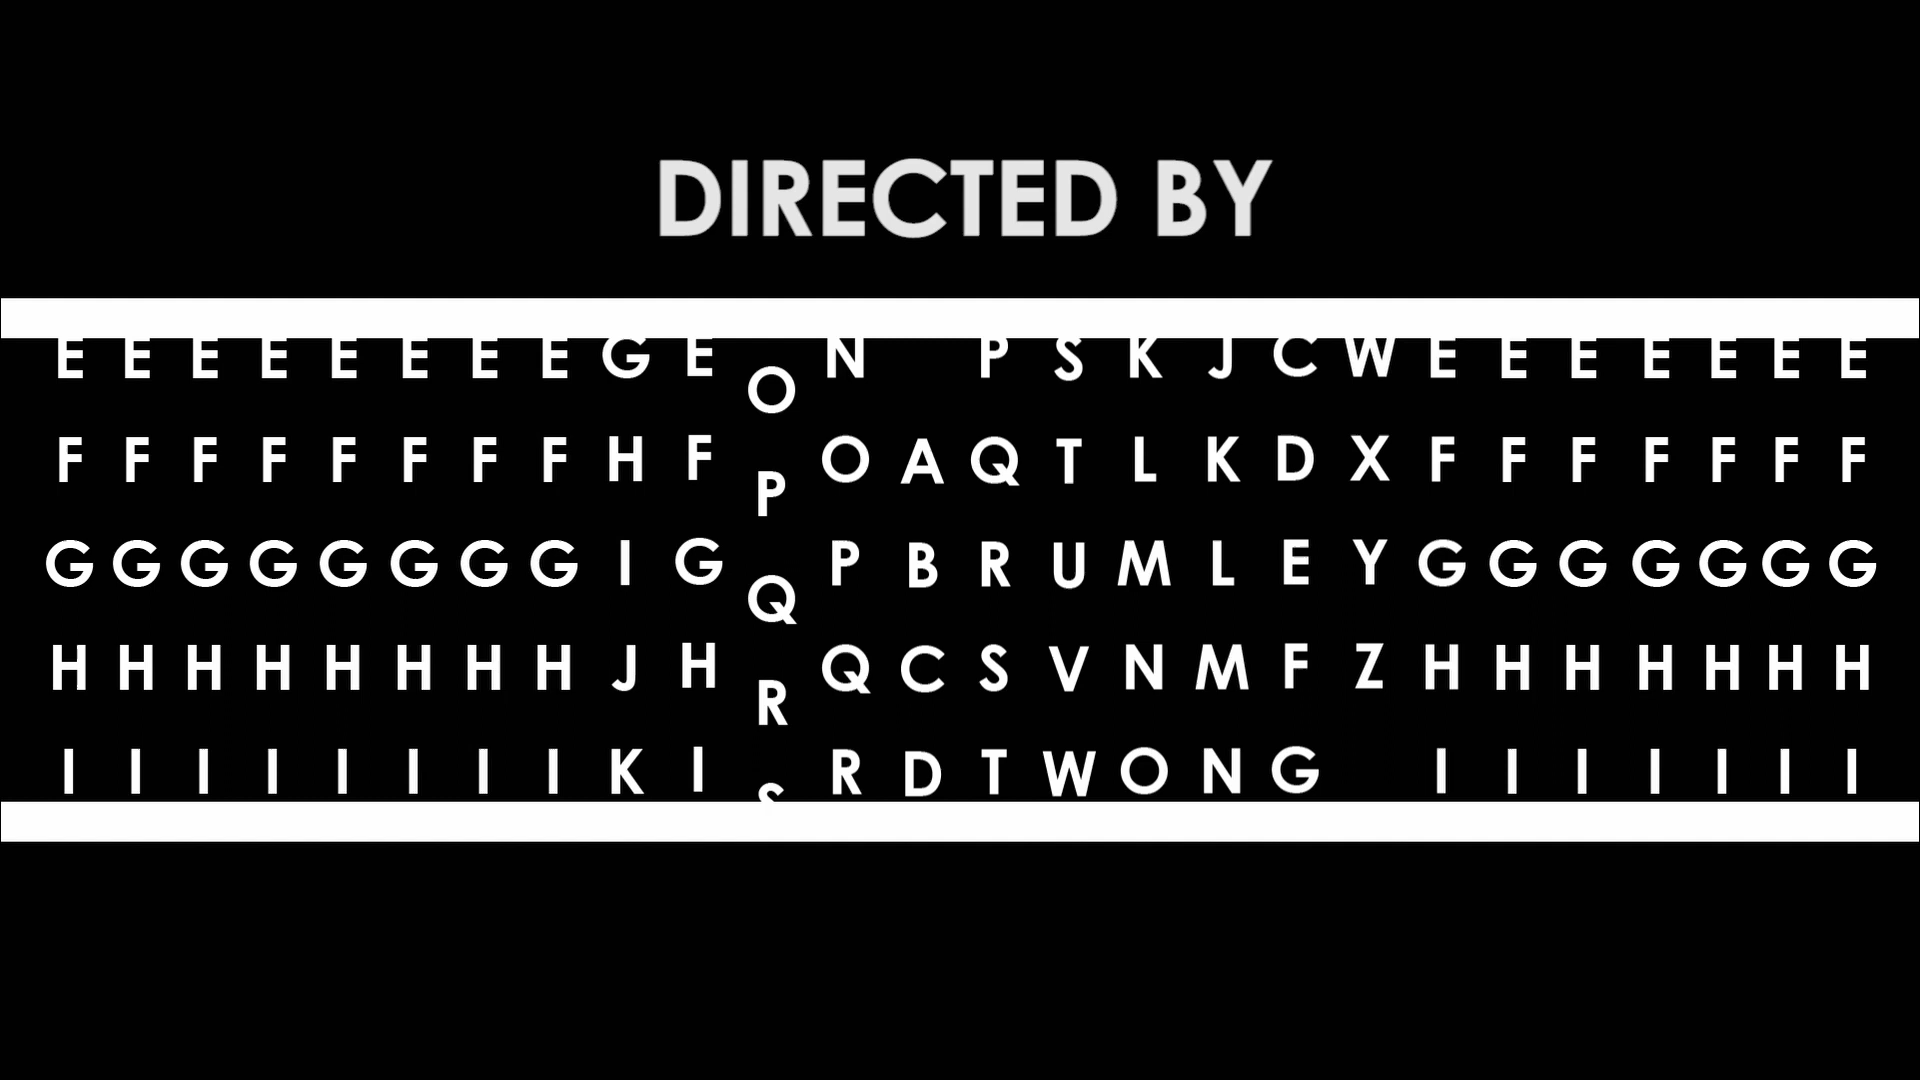 DIRECTED BY
E E E E E E E E G E O N P S K J C W E E E E E E E
F F F F F F F F H F P O A Q T L K D X F F F F F F F
G G G G G G G G I G Q P B R U M L E Y G G G G G G G
H H H H H H H H J H R Q C S V N M F Z H H H H H H H
I I I I I I I I K I S R D T W O N G I I I I I I I